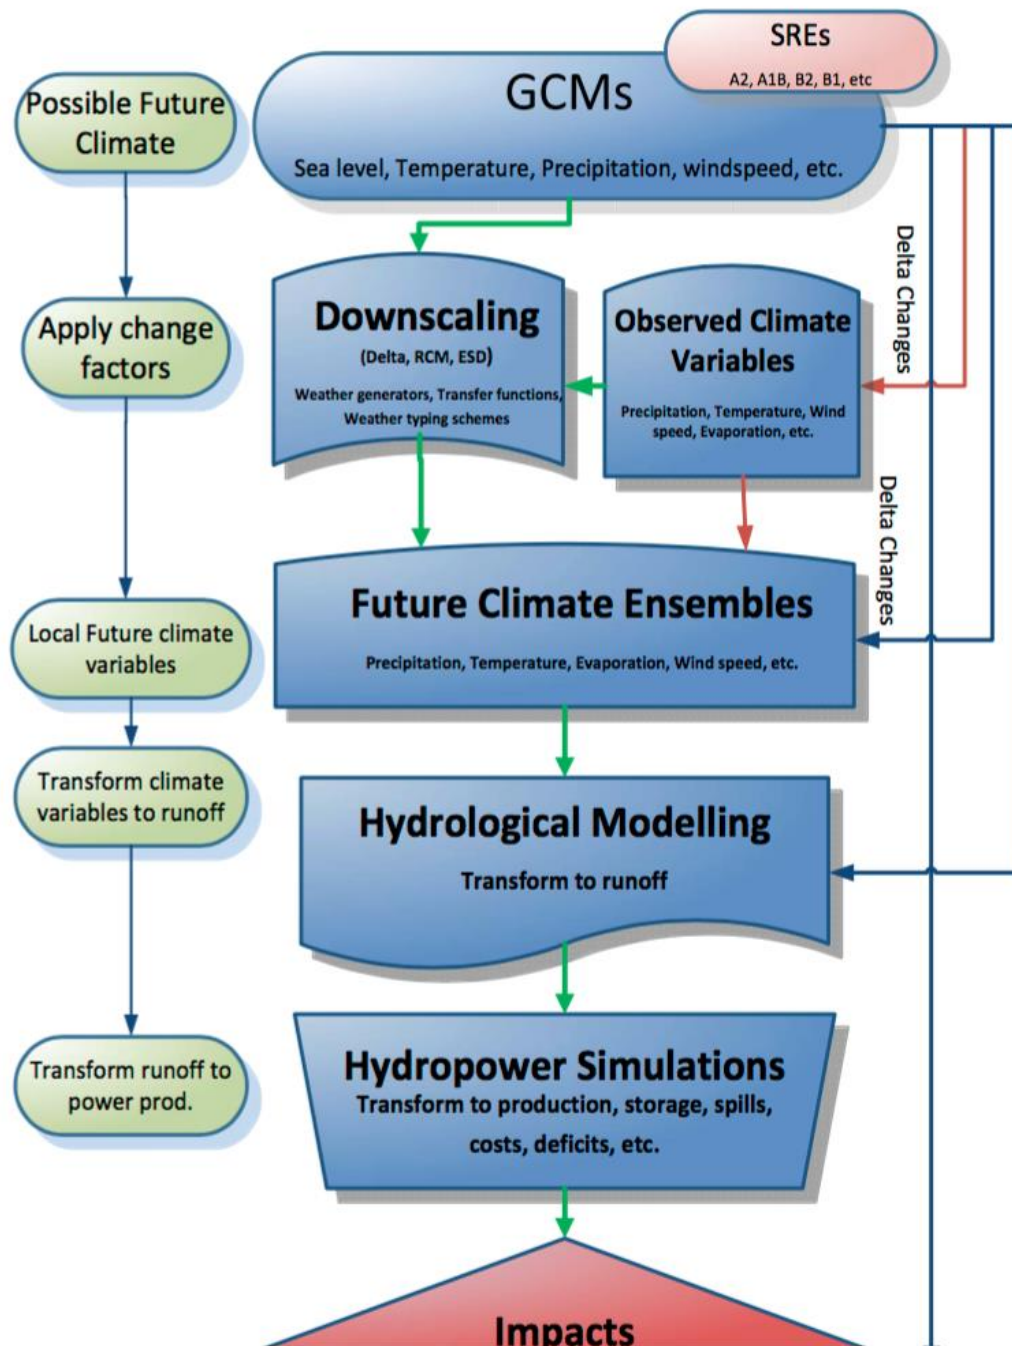 SREs
A2, A1B, B2, B1, etc
GCMs
Sea level, Temperature, Precipitation, windspeed, etc.
Possible Future
Climate
Delta Changes
Downscaling
(Delta, RCM, ESD)
Weather generators, Transfer functions,
Weather typing schemes
Observed Climate
Variables
Precipitation, Temperature, Wind
speed, Evaporation, etc.
Apply change
factors
Delta Changes
Future Climate Ensembles
Precipitation, Temperature, Evaporation, Wind speed, etc.
Local Future climate
variables
Transform climate
variables to runoff
Hydrological Modelling
Transform to runoff
Transform runoff to
power prod.
Hydropower Simulations
Transform to production, storage, spills,
costs, deficits, etc.
Impacts